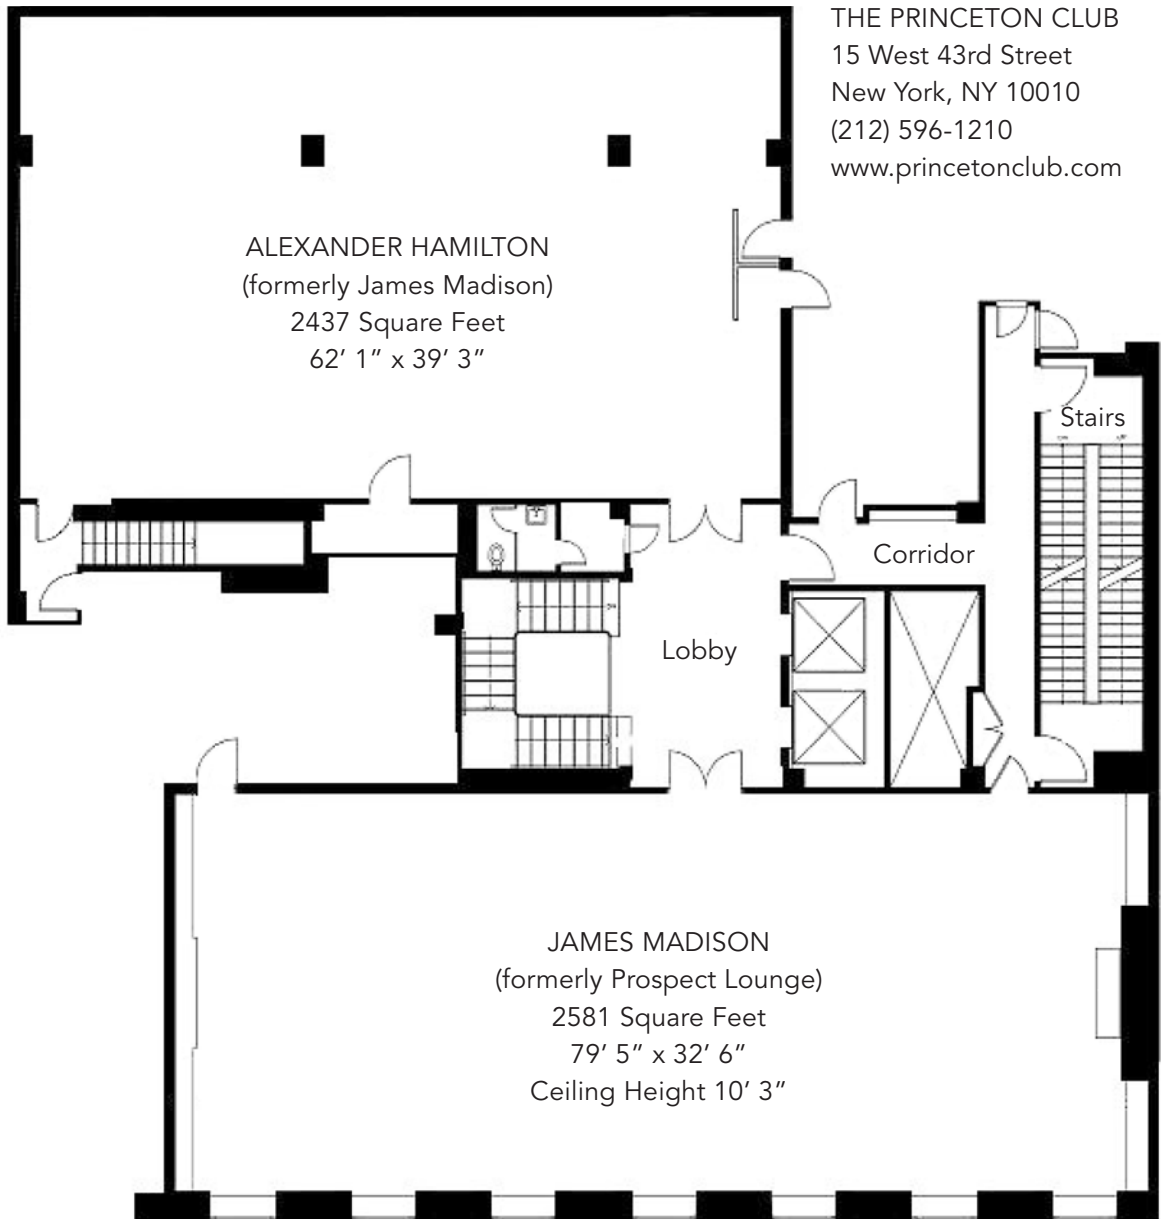 THE PRINCETON CLUB
15 West 43rd Street
New York, NY 10010
(212) 596-1210
www.princetonclub.com
ALEXANDER HAMILTON
(formerly James Madison)
2437 Square Feet
62’ 1” x 39’ 3”
Stairs
Corridor
Lobby
JAMES MADISON
(formerly Prospect Lounge)
2581 Square Feet
79’ 5” x 32’ 6”
Ceiling Height 10’ 3”